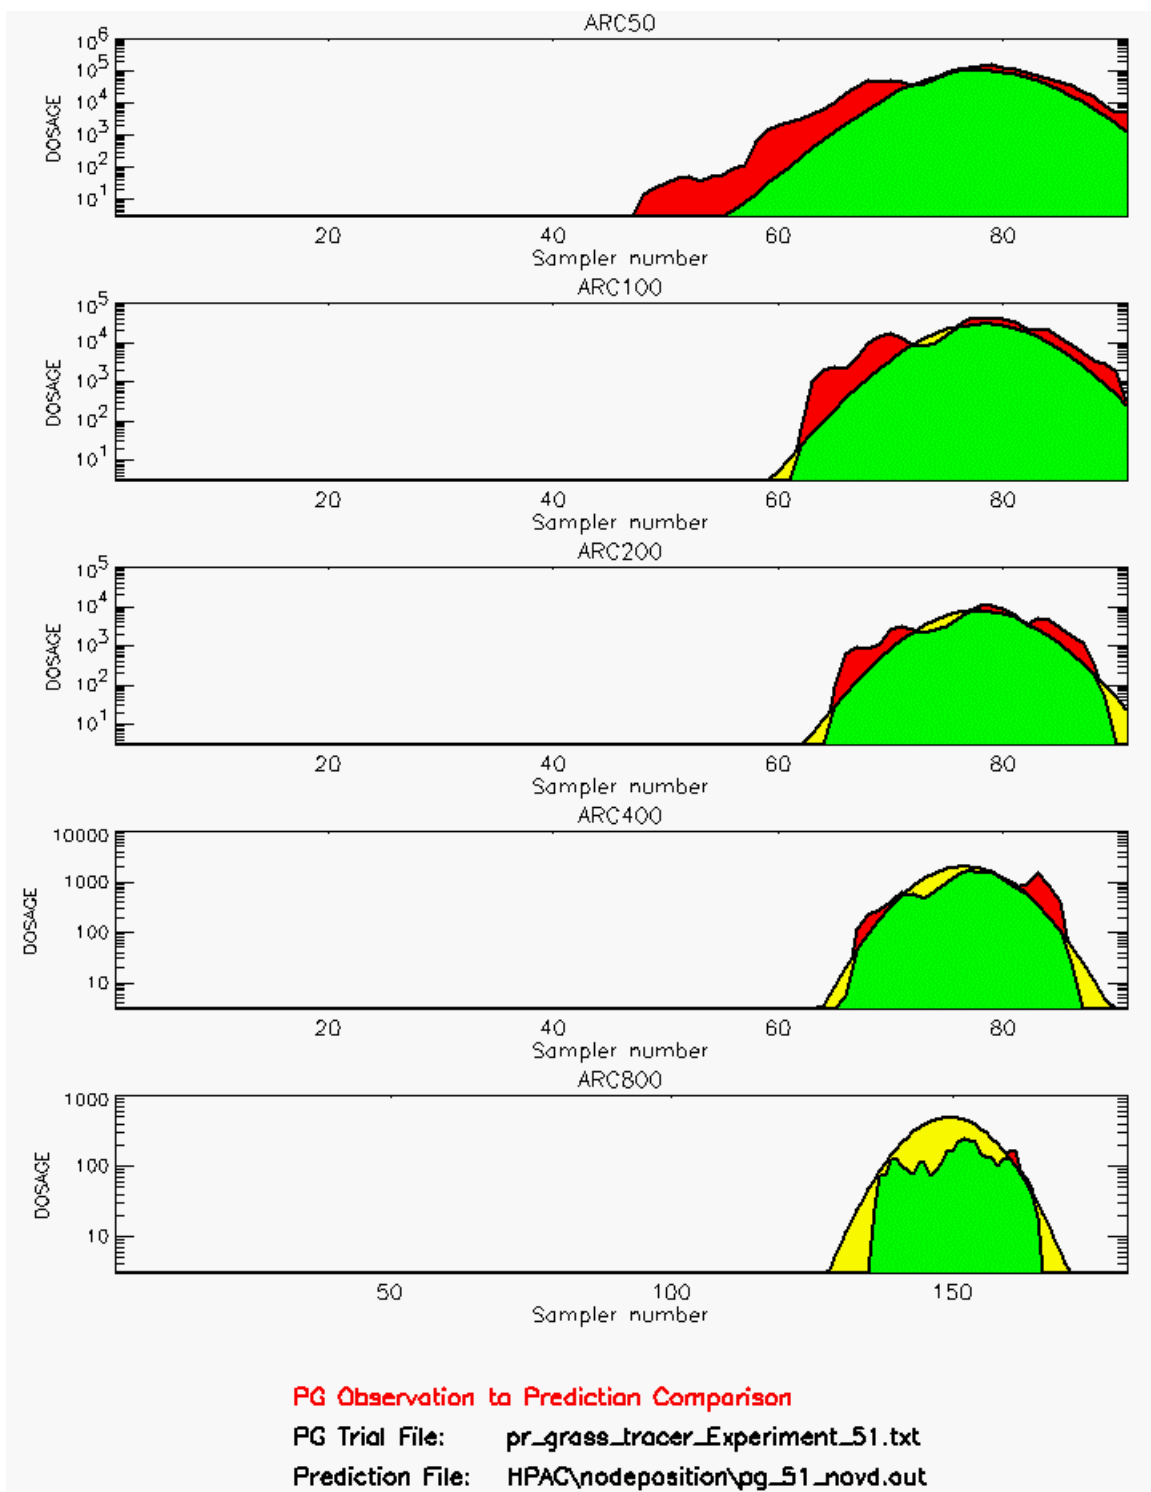 ARC50
10^6
10^5
10^4
10^3
10^2
10^1
DOSAGE
20 40 60 80
Sampler number
ARC100
10^5
10^4
10^3
10^2
10^1
DOSAGE
20 40 60 80
Sampler number
ARC200
10^5
10^4
10^3
10^2
10^1
DOSAGE
20 40 60 80
Sampler number
ARC400
10000
1000
100
10
DOSAGE
20 40 60 80
Sampler number
ARC800
1000
100
10
DOSAGE
50 100 150
Sampler number
PG Observation to Prediction Comparison
PG Trial File: pr_grass_tracer_Experiment_51.txt
Prediction File: HPAC\nodeposition\pg_51_novd.out